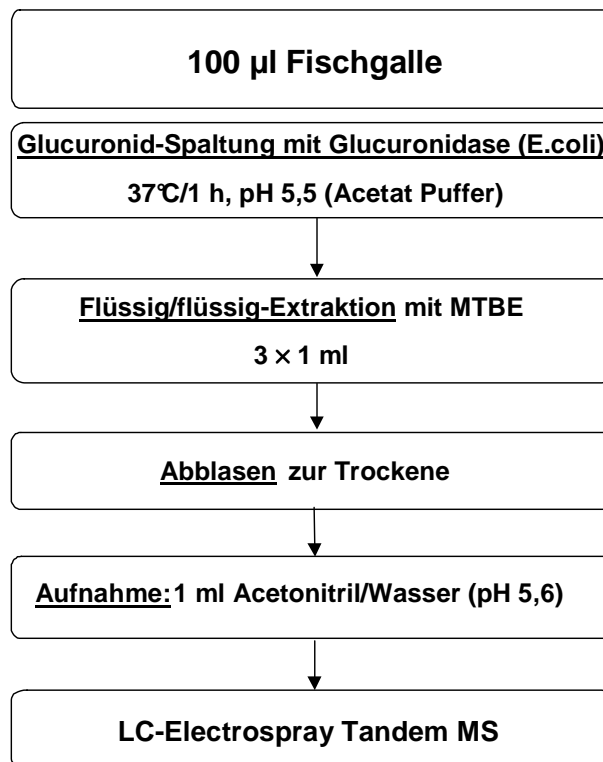 100 µl Fischgalle
Glucuronid-Spaltung mit Glucuronidase (E.coli)
37°C/1 h, pH 5,5 (Acetat Puffer)
Flüssig/flüssig-Extraktion mit MTBE
3 × 1 ml
Abblasen zur Trockene
Aufnahme: 1 ml Acetonitril/Wasser (pH 5,6)
LC-Electrospray Tandem MS